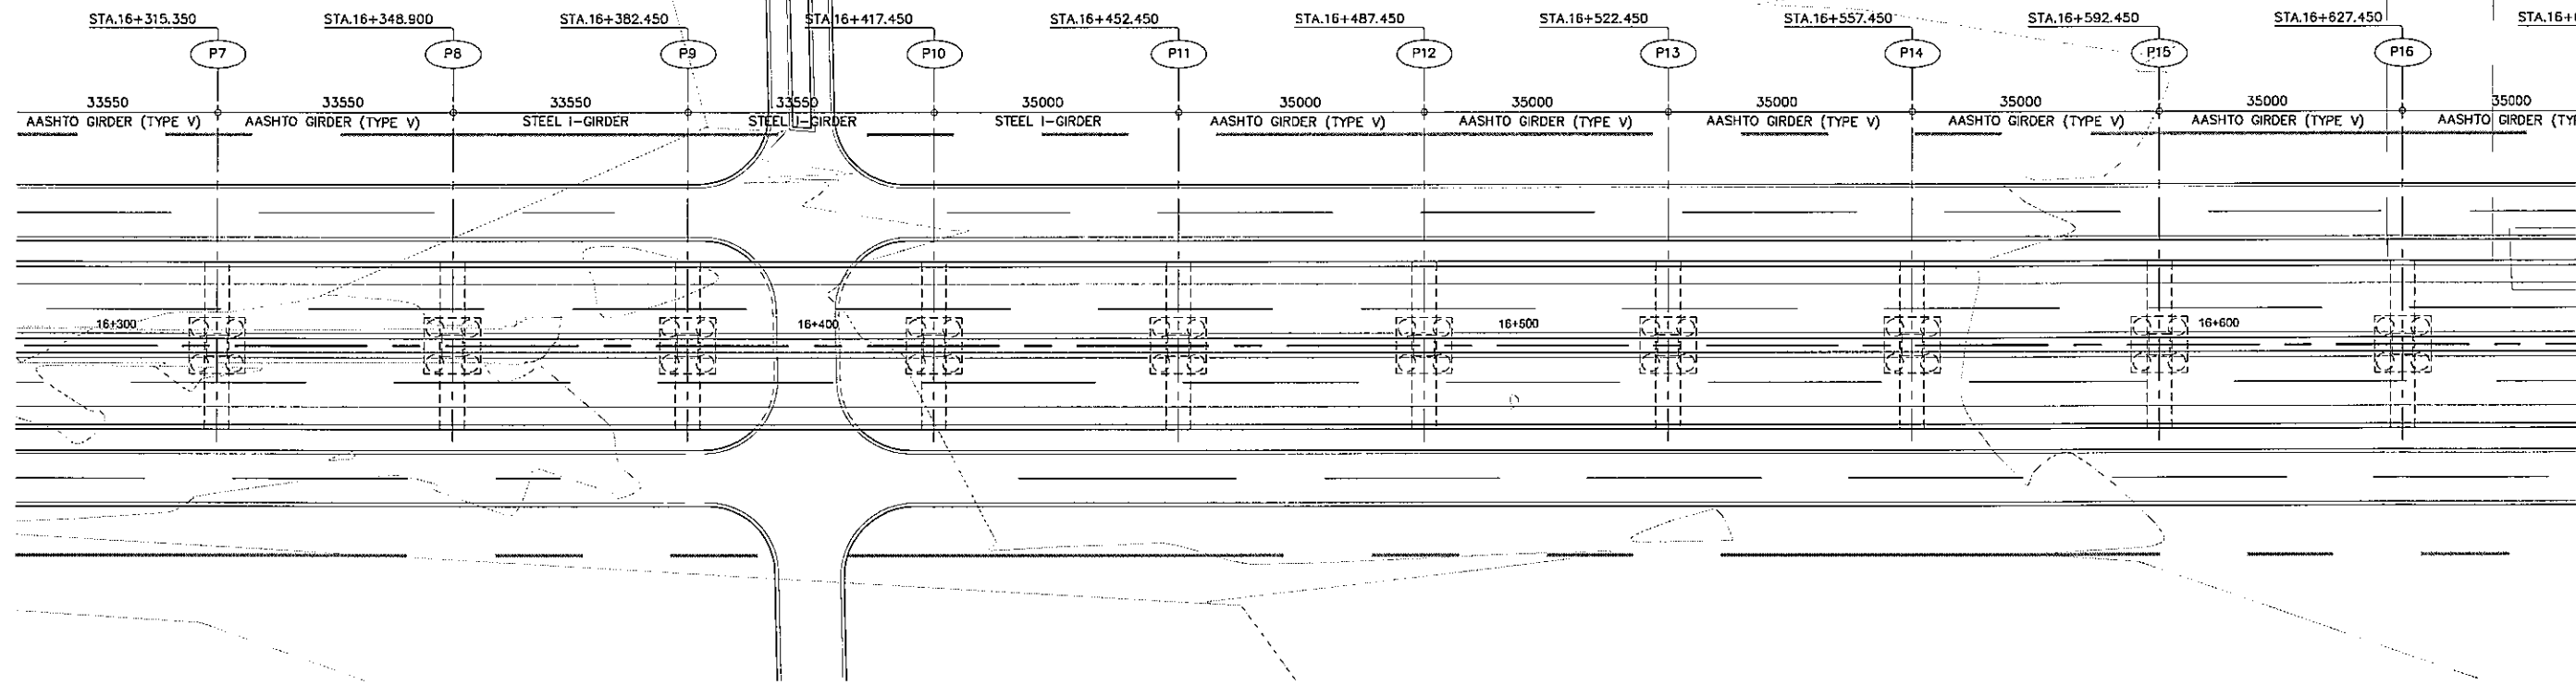 STA.16+315.350 STA.16+348.900 STA.16+382.450 STA.16+417.450 STA.16+452.450 STA.16+487.450 STA.16+522.450 STA.16+557.450 STA.16+592.450 STA.16+627.450
P7 P8 P9 P10 P11 P12 P13 P14 P15 P16
33550 33550 33550 33550 35000 35000 35000 35000 35000 35000 35000
AASHTO GIRDER (TYPE V) AASHTO GIRDER (TYPE V) STEEL I-GIRDER STEEL I-GIRDER STEEL I-GIRDER AASHTO GIRDER (TYPE V) AASHTO GIRDER (TYPE V) AASHTO GIRDER (TYPE V) AASHTO GIRDER (TYPE V) AASHTO GIRDER (TYPE V) AASHTO GIRDER
16+300 16+400 16+500 16+600